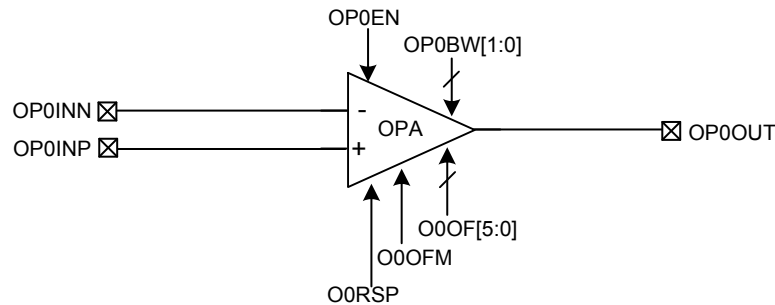 OP0EN
OP0BW[1:0]
OP0INN
-
OPA
OP0OUT
OP0INP
+
O0OF[5:0]
O0OFM
O0RSP